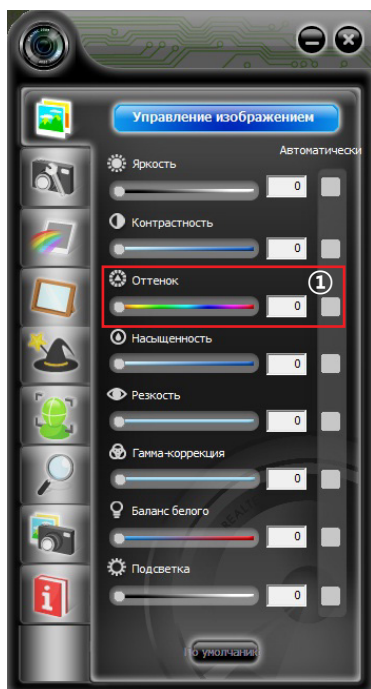 Управление изображением
Автоматически
Яркость
0
Контрастность
0
Оттенок
①
0
Насыщенность
0
Резкость
0
Гамма-коррекция
0
Баланс белого
0
Подсветка
0
По умолчанию